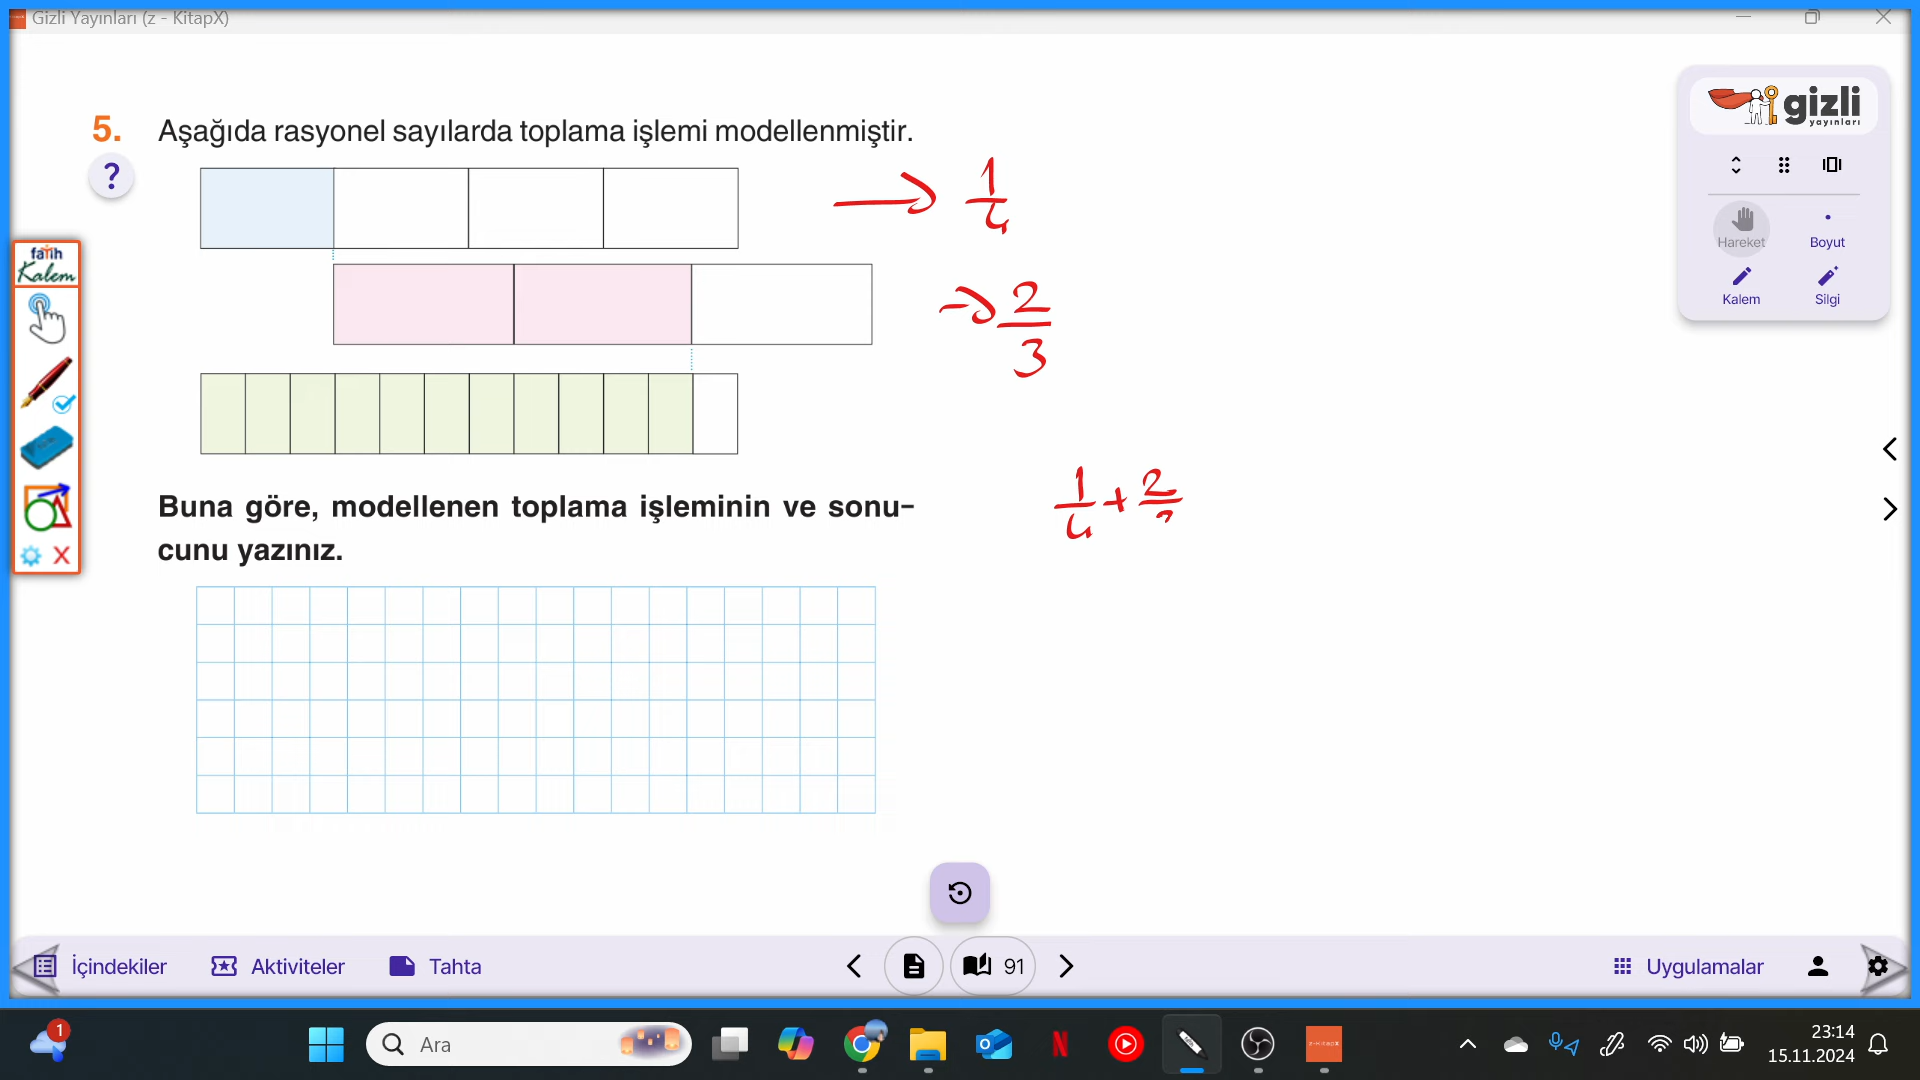 Gizli Yayınları (z - KitapX)
5. Aşağıda rasyonel sayılarda toplama işlemi modellenmiştir.
?
1/4
2/3
Buna göre, modellenen toplama işleminin ve sonu-
cunu yazınız.
1/4 + 2/
fatih
Kalem
gizli
yayınları
Hareket
Boyut
Kalem
Silgi
İçindekiler
Aktiviteler
Tahta
91
Uygulamalar
1
Ara
23:14
15.11.2024